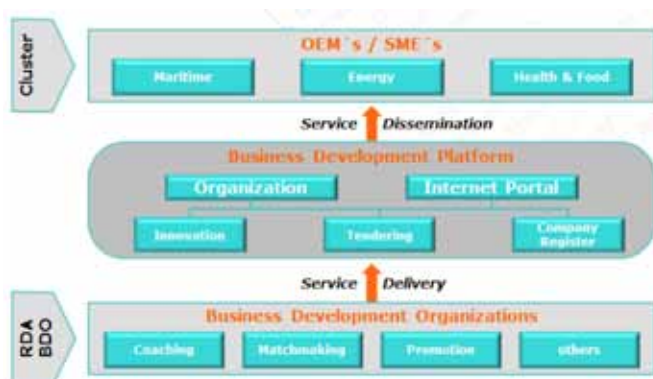 Cluster
OEM´s / SME´s
Maritime
Energy
Health & Food
Service Dissemination
Business Development Platform
Organization
Internet Portal
Innovation
Tendering
Company
Register
Service Delivery
RDA
BDO
Business Development Organizations
Coaching
Matchmaking
Promotion
others